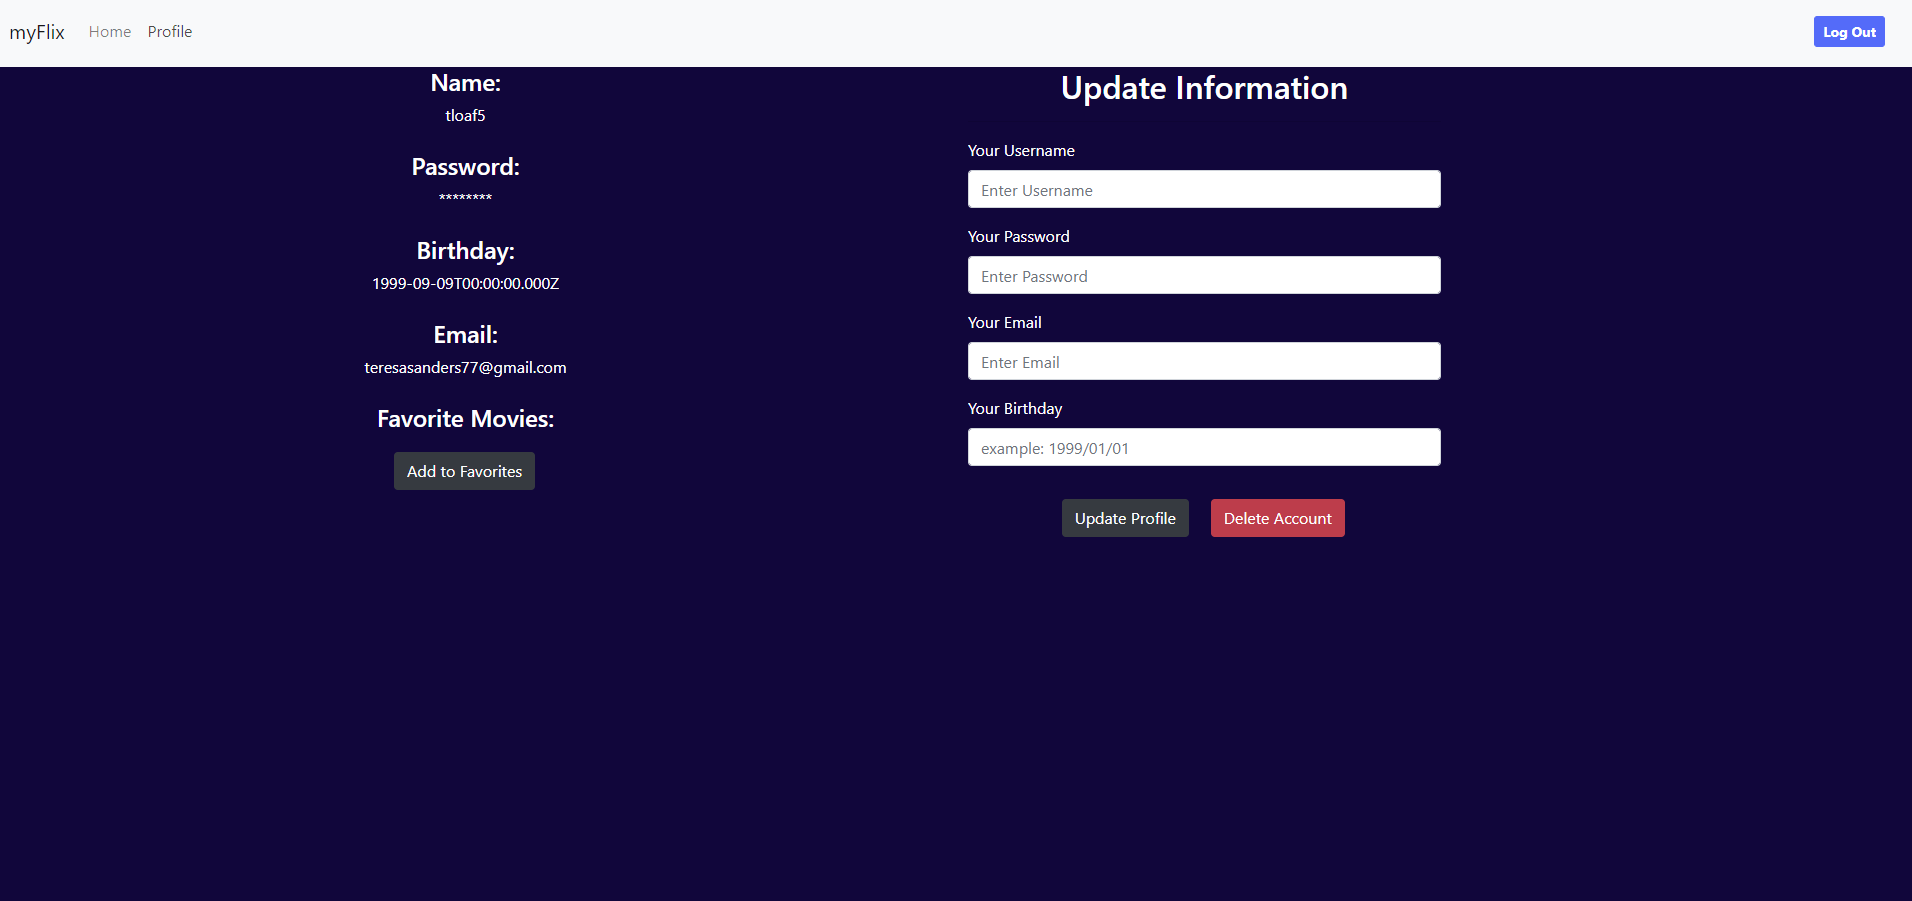 myFlix Home Profile Log Out
Name:
tloaf5
Password:
********
Birthday:
1999-09-09T00:00:00.000Z
Email:
teresasanders77@gmail.com
Favorite Movies:
Add to Favorites
Update Information
Your Username
Enter Username
Your Password
Enter Password
Your Email
Enter Email
Your Birthday
example: 1999/01/01
Update Profile Delete Account